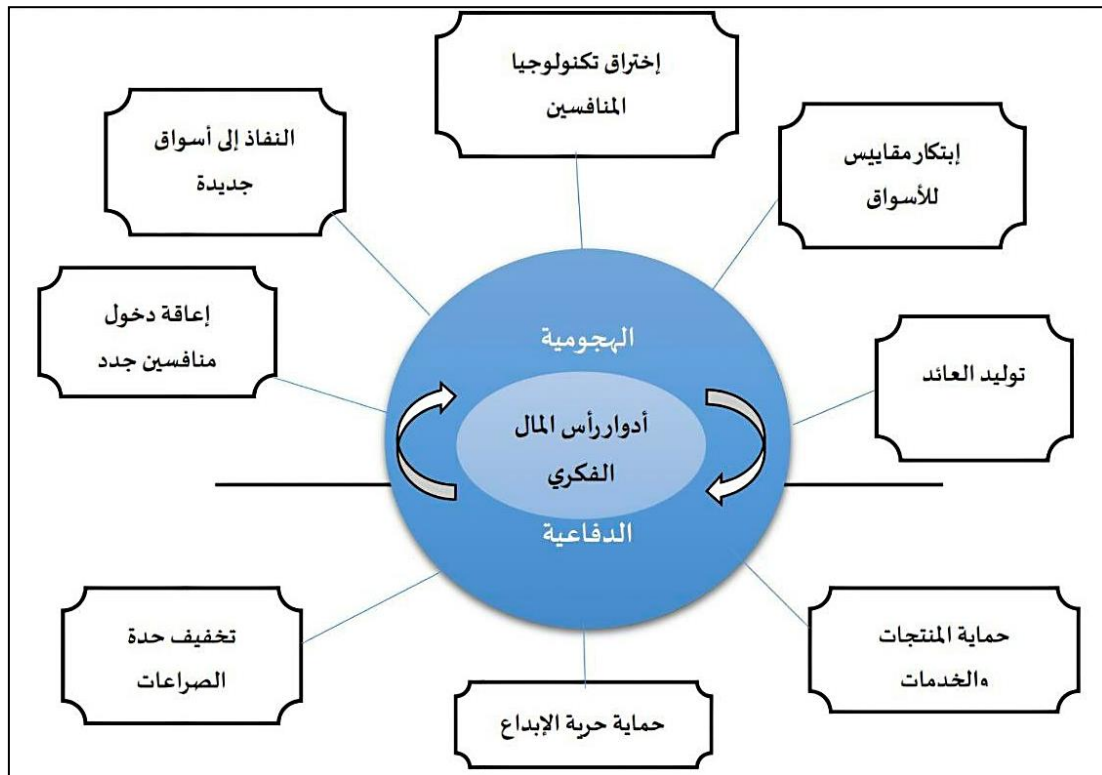 إختراق تكنولوجيا
المنافسين
إبتكار مقاييس
للأسواق
النفاذ إلى أسواق
جديدة
إعاقة دخول
منافسين جدد
توليد العائد
الهجومية
أدوار رأس المال
الفكري
الدفاعية
حماية المنتجات
والخدمات
حماية حرية الإبداع
تخفيف حدة
الصراعات